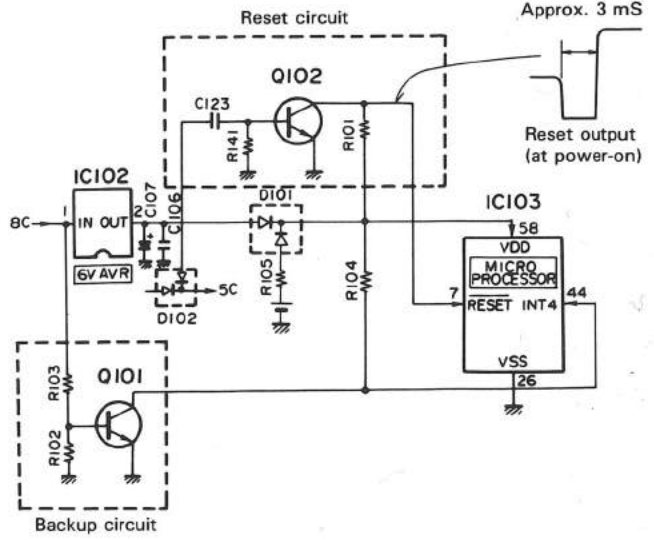 Reset circuit
Approx. 3 mS
Q102
C123
R141
R101
Reset output
(at power-on)
IC102
C107
C106
D101
IC103
8C
1
IN OUT
2
+
58
VDD
6V AVR
R105
R104
MICRO
PROCESSOR
5C
D102
7
RESET INT4
44
R103
Q101
VSS
26
R102
Backup circuit